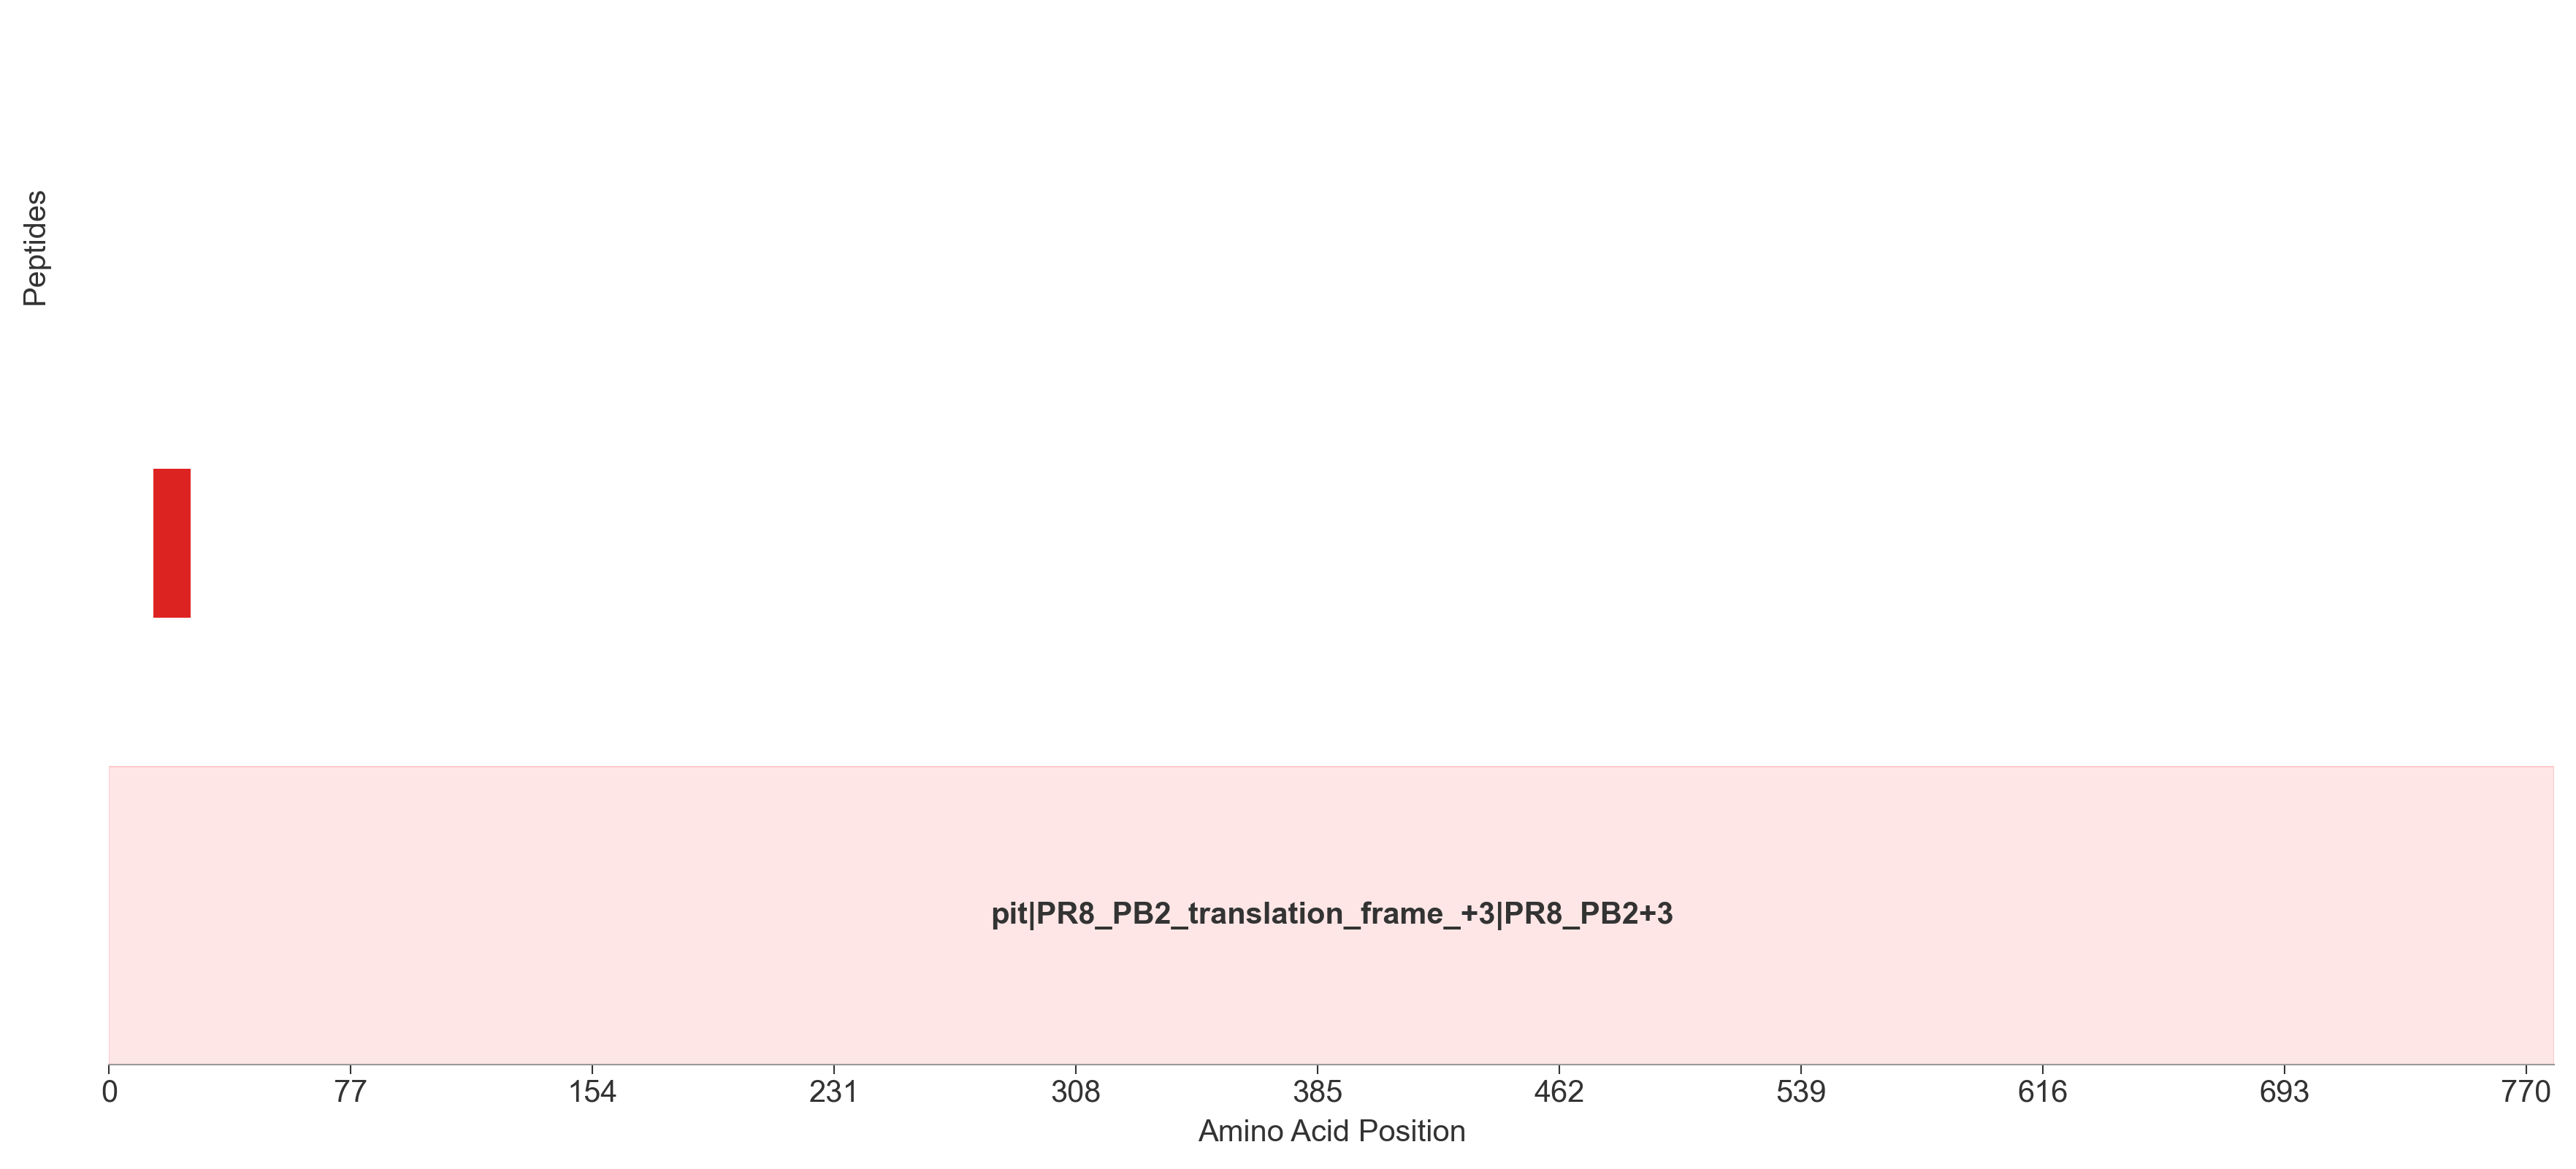 Peptides
pit|PR8_PB2_translation_frame_+3|PR8_PB2+3
0 77 154 231 308 385 462 539 616 693 770
Amino Acid Position